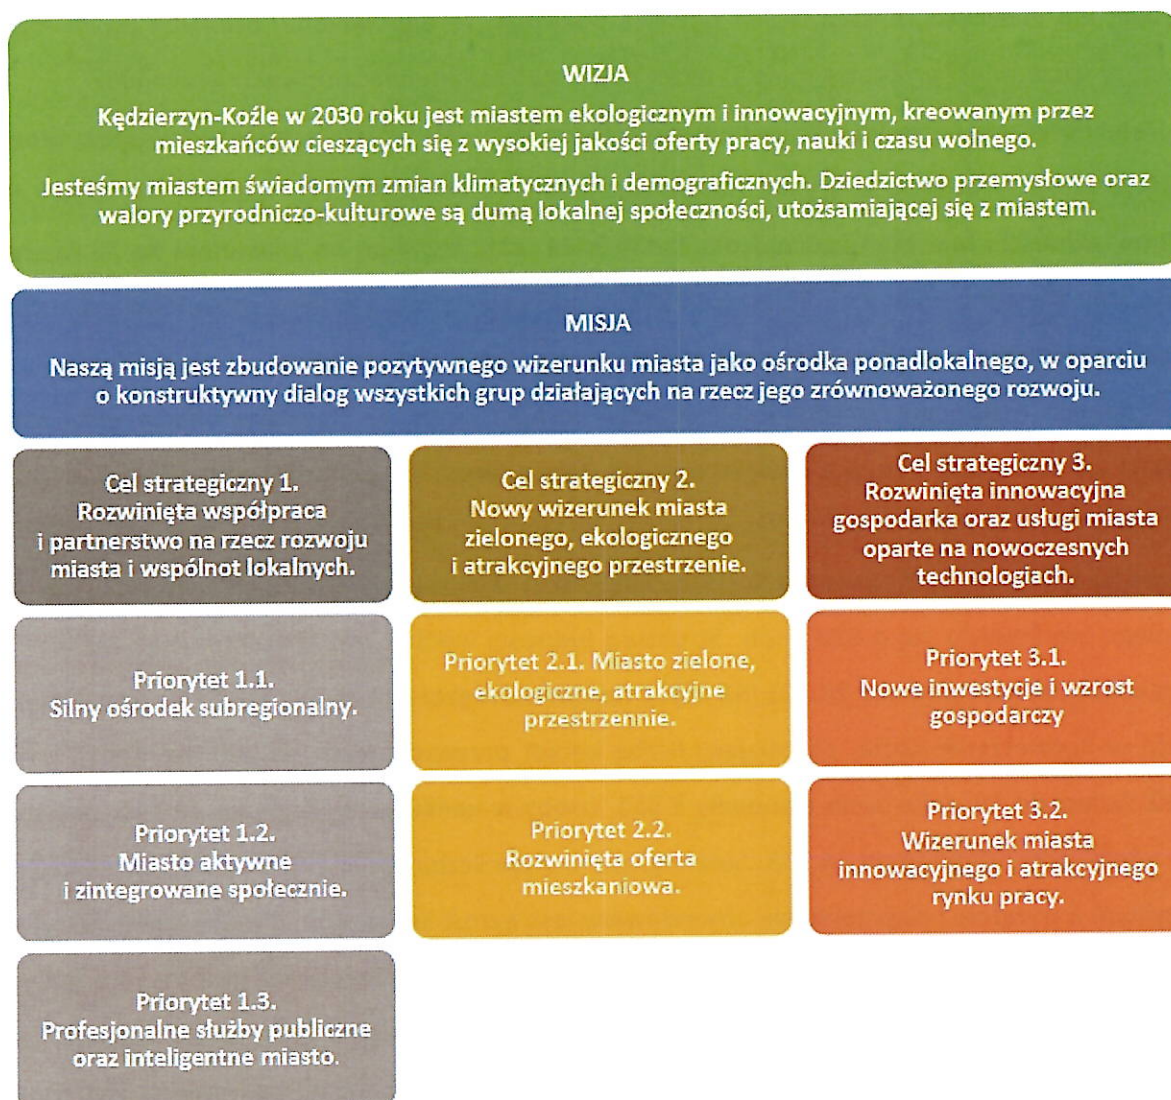 WIZJA
Kędzierzyn-Koźle w 2030 roku jest miastem ekologicznym i innowacyjnym, kreowanym przez
mieszkańców cieszących się z wysokiej jakości oferty pracy, nauki i czasu wolnego.
Jesteśmy miastem świadomym zmian klimatycznych i demograficznych. Dziedzictwo przemysłowe oraz
walory przyrodniczo-kulturowe są dumą lokalnej społeczności, utożsamiającej się z miastem.
MISJA
Naszą misją jest zbudowanie pozytywnego wizerunku miasta jako ośrodka ponadlokalnego, w oparciu
o konstruktywny dialog wszystkich grup działających na rzecz jego zrównoważonego rozwoju.
Cel strategiczny 1.
Rozwinięta współpraca
i partnerstwo na rzecz rozwoju
miasta i wspólnot lokalnych.
Cel strategiczny 2.
Nowy wizerunek miasta
zielonego, ekologicznego
i atrakcyjnego przestrzenie.
Cel strategiczny 3.
Rozwinięta innowacyjna
gospodarka oraz usługi miasta
oparte na nowoczesnych
technologiach.
Priorytet 1.1.
Silny ośrodek subregionalny.
Priorytet 2.1. Miasto zielone,
ekologiczne, atrakcyjne
przestrzennie.
Priorytet 3.1.
Nowe inwestycje i wzrost
gospodarczy
Priorytet 1.2.
Miasto aktywne
i zintegrowane społecznie.
Priorytet 2.2.
Rozwinięta oferta
mieszkaniowa.
Priorytet 3.2.
Wizerunek miasta
innowacyjnego i atrakcyjnego
rynku pracy.
Priorytet 1.3.
Profesjonalne służby publiczne
oraz inteligentne miasto.